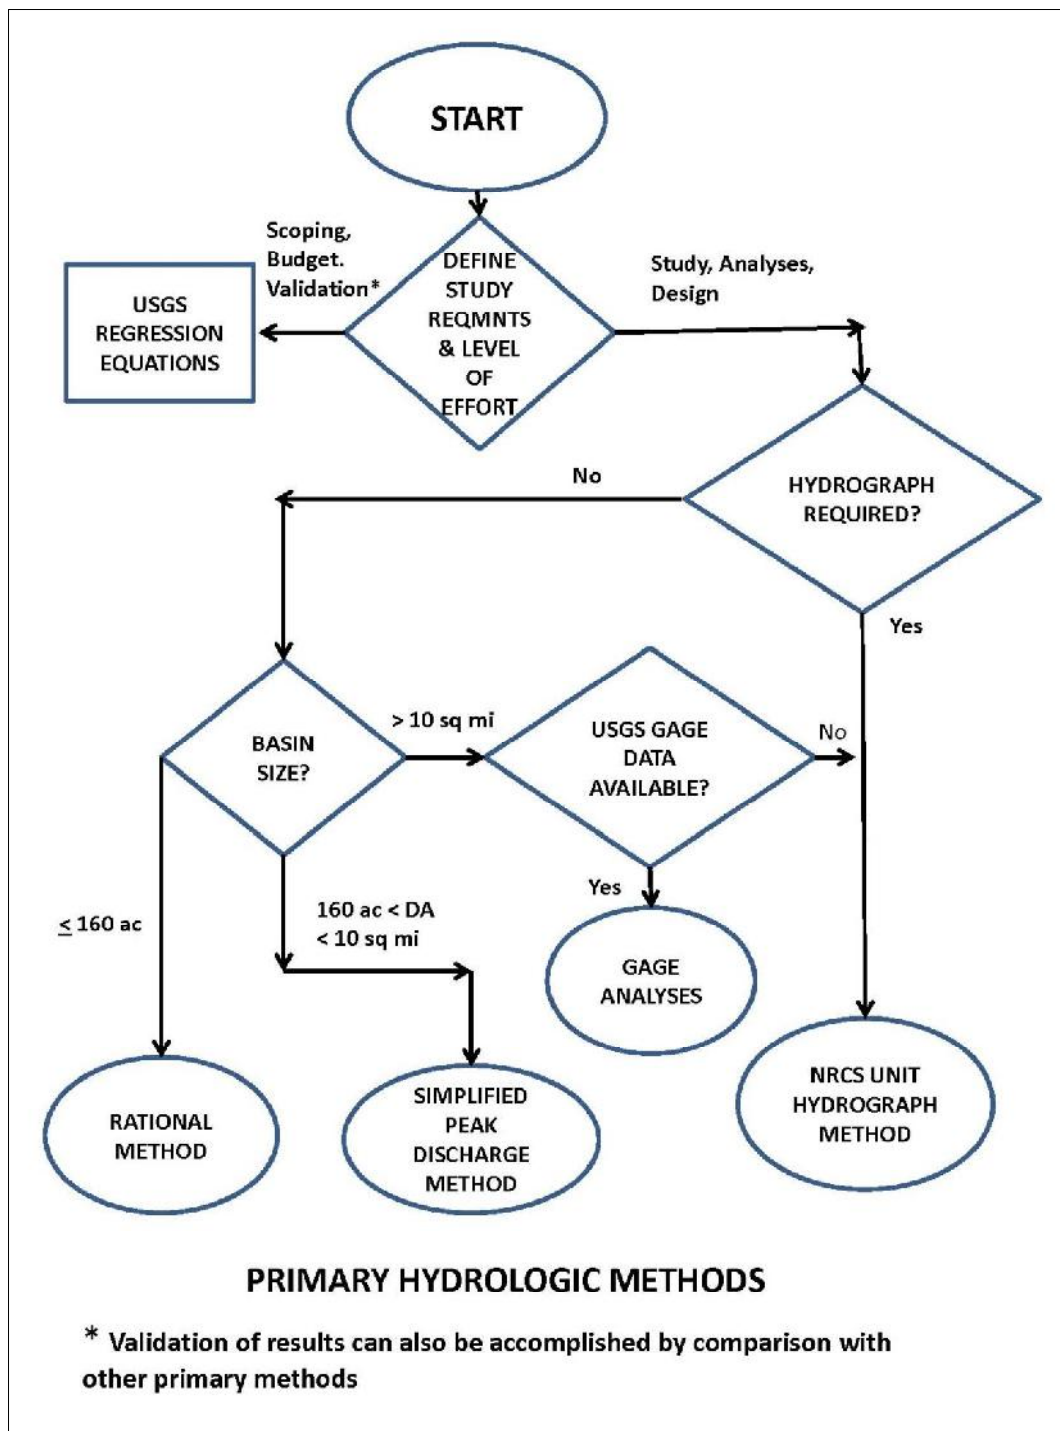 START
Scoping,
Budget.
Validation*
DEFINE
STUDY
REQMNTS
& LEVEL
OF
EFFORT
Study, Analyses,
Design
USGS
REGRESSION
EQUATIONS
No
HYDROGRAPH
REQUIRED?
Yes
BASIN
SIZE?
> 10 sq mi
USGS GAGE
DATA
AVAILABLE?
No
≤ 160 ac
160 ac < DA
< 10 sq mi
Yes
GAGE
ANALYSES
RATIONAL
METHOD
SIMPLIFIED
PEAK
DISCHARGE
METHOD
NRCS UNIT
HYDROGRAPH
METHOD
PRIMARY HYDROLOGIC METHODS
* Validation of results can also be accomplished by comparison with
other primary methods